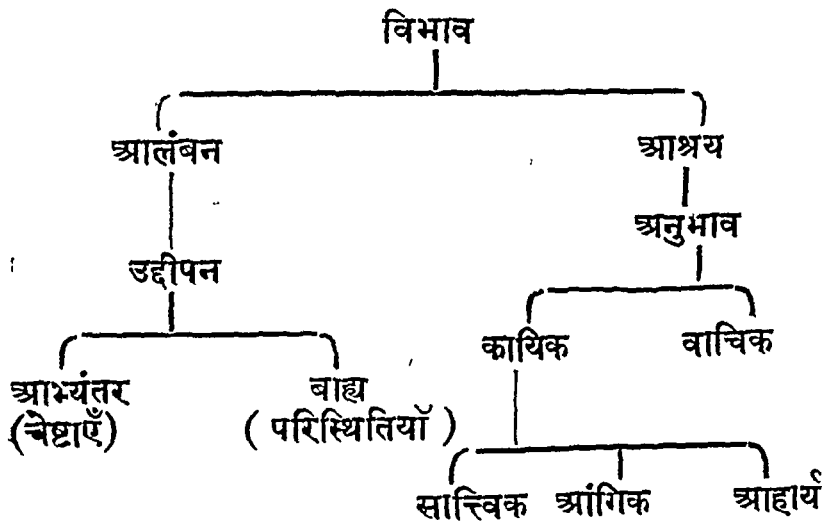 विभाव
आलंबन आश्रय
अनुभाव
उद्दीपन
कायिक वाचिक
आभ्यंतर बाह्य
(चेष्टाएँ) ( परिस्थितियाँ )
सात्त्विक आंगिक आहार्य